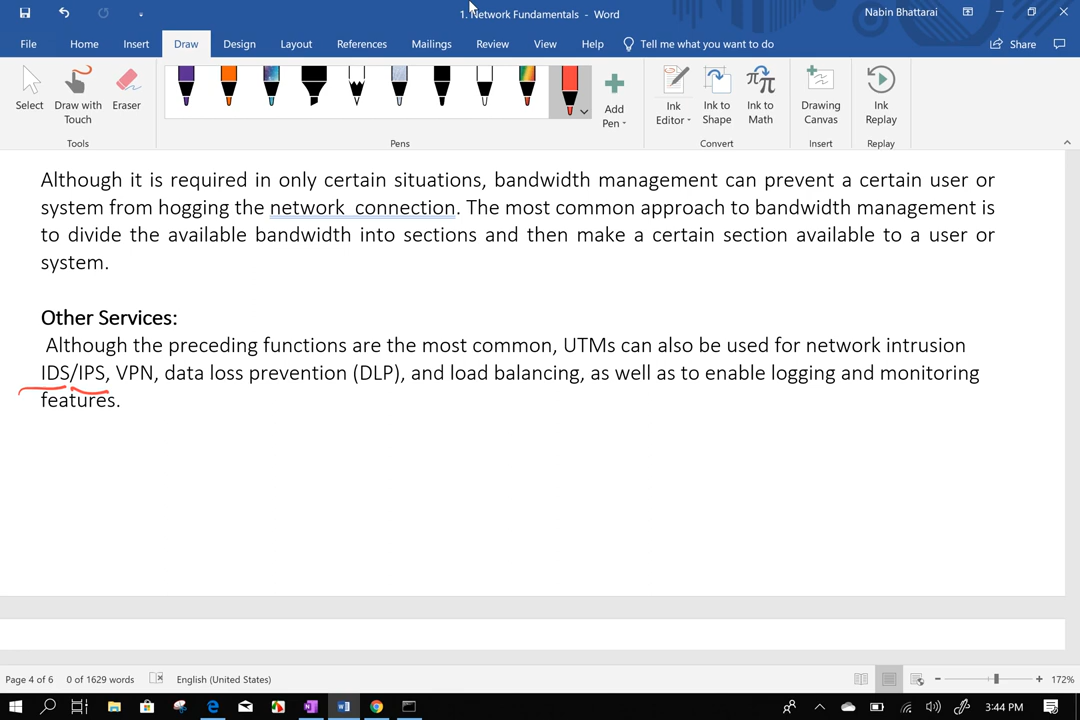 1. Network Fundamentals - Word
Nabin Bhattarai
File Home Insert Draw Design Layout References Mailings Review View Help Tell me what you want to do Share
Select
Draw with Touch
Eraser
Add Pen
Ink Editor
Ink to Shape
Ink to Math
Drawing Canvas
Ink Replay
Tools Pens Convert Insert Replay
Although it is required in only certain situations, bandwidth management can prevent a certain user or
system from hogging the network connection. The most common approach to bandwidth management is
to divide the available bandwidth into sections and then make a certain section available to a user or
system.
Other Services:
Although the preceding functions are the most common, UTMs can also be used for network intrusion
IDS/IPS, VPN, data loss prevention (DLP), and load balancing, as well as to enable logging and monitoring
features.
Page 4 of 6 0 of 1629 words English (United States) 172%
3:44 PM